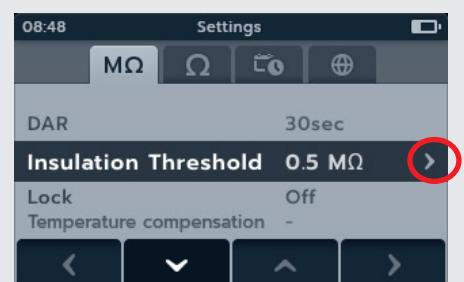 08:48 Settings
MΩ Ω
DAR 30sec
Insulation Threshold 0.5 MΩ
Lock Off
Temperature compensation -